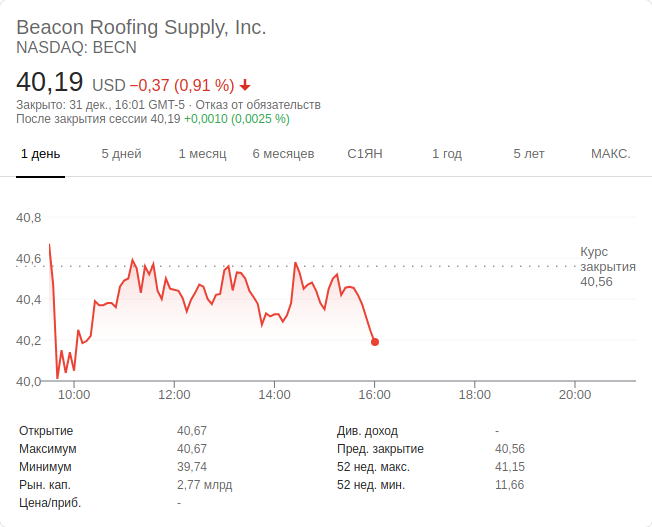 Beacon Roofing Supply, Inc.
NASDAQ: BECN
40,19 USD −0,37 (0,91 %)
Закрыто: 31 дек., 16:01 GMT-5 · Отказ от обязательств
После закрытия сессии 40,19 +0,0010 (0,0025 %)
1 день 5 дней 1 месяц 6 месяцев С1ЯН 1 год 5 лет МАКС.
40,8
40,6
40,4
40,2
40,0
Курс
закрытия
40,56
10:00 12:00 14:00 16:00 18:00 20:00
Открытие 40,67 Див. доход -
Максимум 40,67 Пред. закрытие 40,56
Минимум 39,74 52 нед. макс. 41,15
Рын. кап. 2,77 млрд 52 нед. мин. 11,66
Цена/приб. -